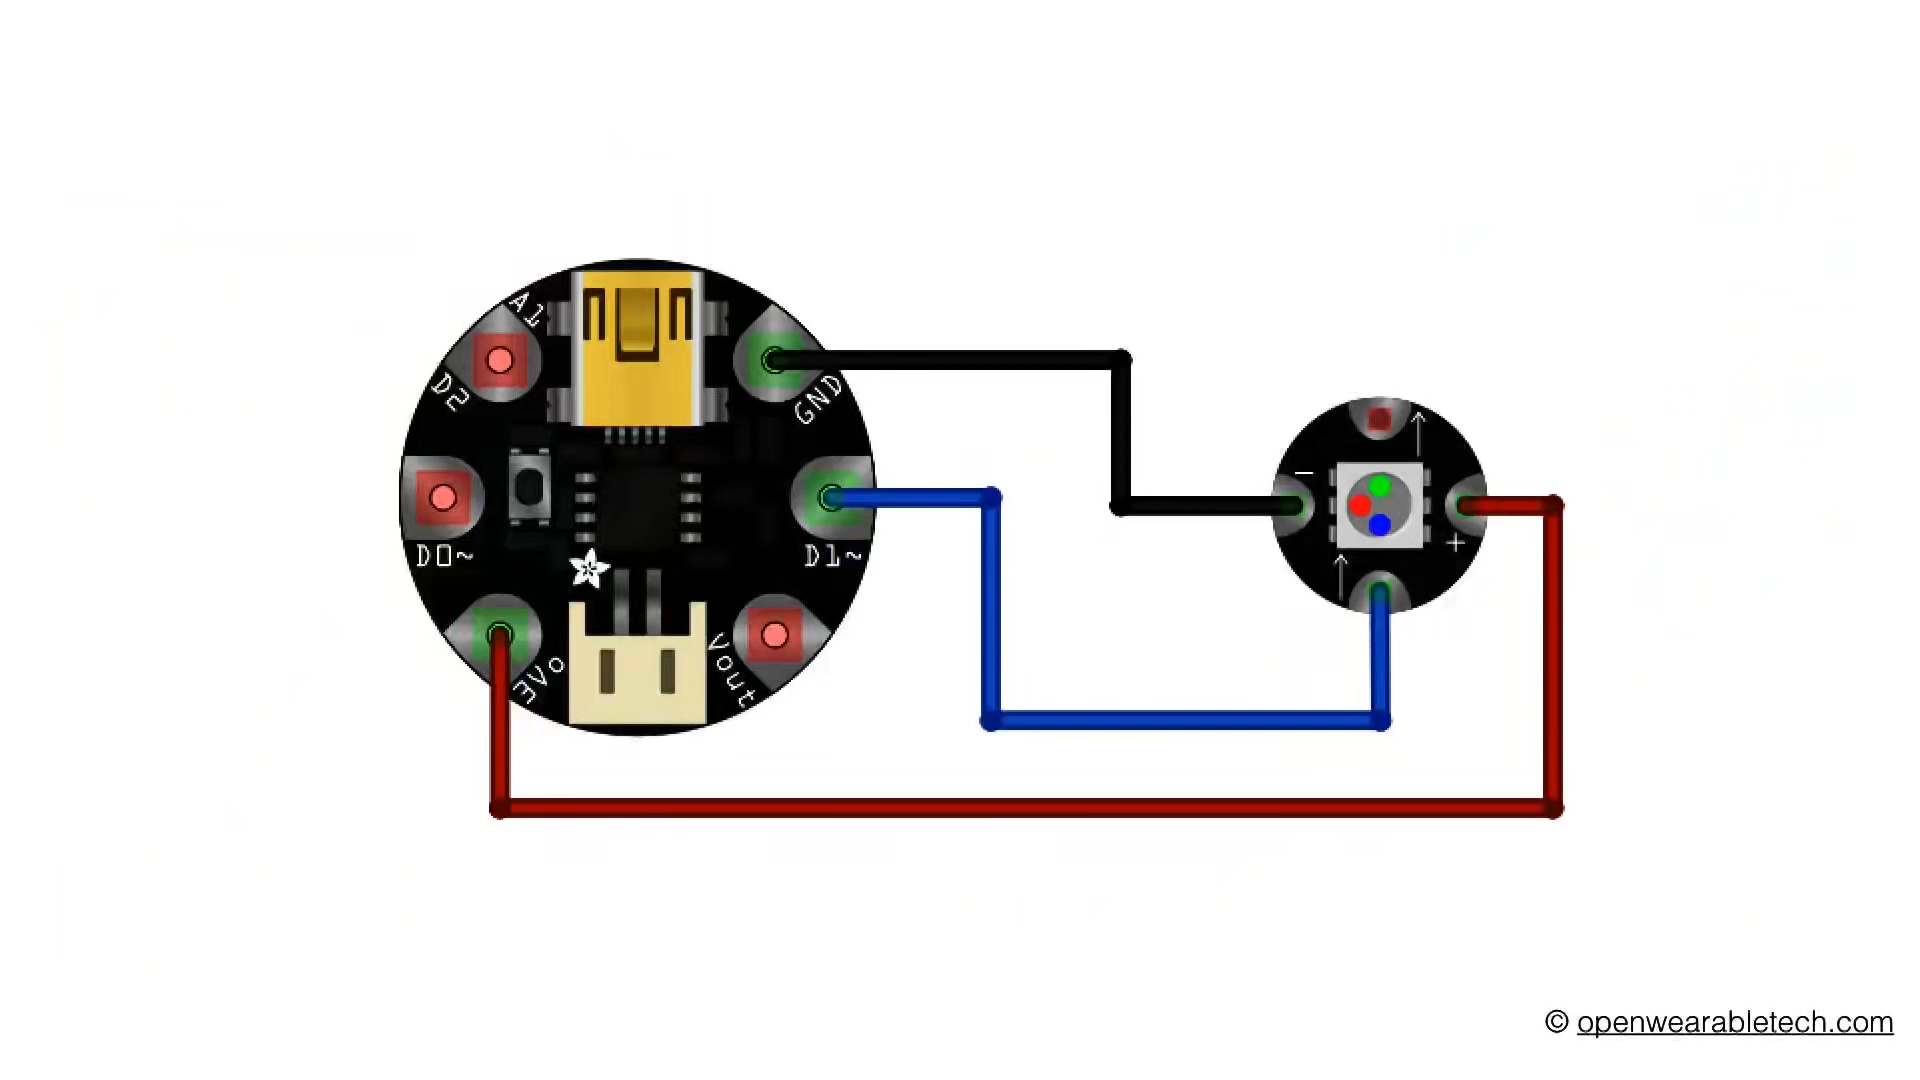 A1
D2
GND
D0~
D1~
3Vo
Vout
−
+
© openwearabletech.com